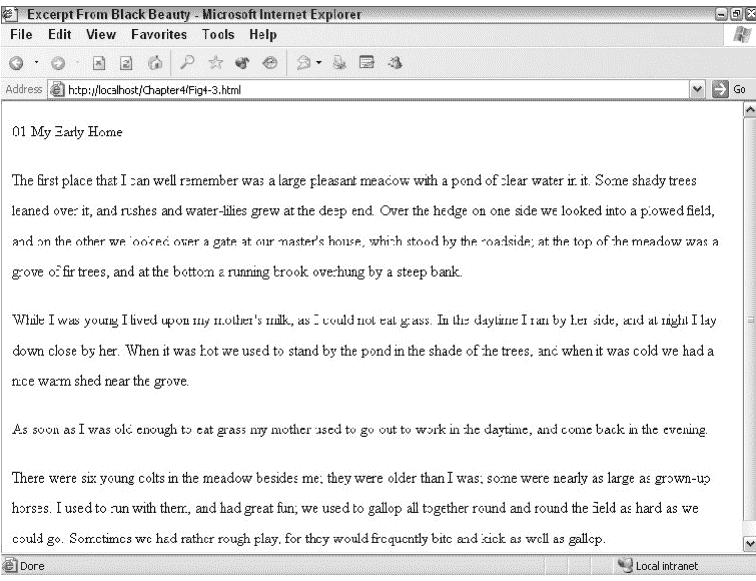 Excerpt From Black Beauty - Microsoft Internet Explorer
File Edit View Favorites Tools Help
Address http://localhost/Chapter4/Fig4-3.html Go
01 My Early Home
The first place that I can well remember was a large pleasant meadow with a pond of clear water in it. Some shady trees
leaned over it, and rushes and water-lilies grew at the deep end. Over the hedge on one side we looked into a plowed field,
and on the other we looked over a gate at our master's house, which stood by the roadside; at the top of the meadow was a
grove of fir trees, and at the bottom a running brook overhung by a steep bank.
While I was young I lived upon my mother's milk, as I could not eat grass. In the daytime I ran by her side, and at night I lay
down close by her. When it was hot we used to stand by the pond in the shade of the trees, and when it was cold we had a
nice warm shed near the grove.
As soon as I was old enough to eat grass my mother used to go out to work in the daytime, and come back in the evening.
There were six young colts in the meadow besides me; they were older than I was; some were nearly as large as grown-up
horses. I used to run with them, and had great fun; we used to gallop all together round and round the field as hard as we
could go. Sometimes we had rather rough play, for they would frequently bite and kick as well as gallop.
Done Local intranet